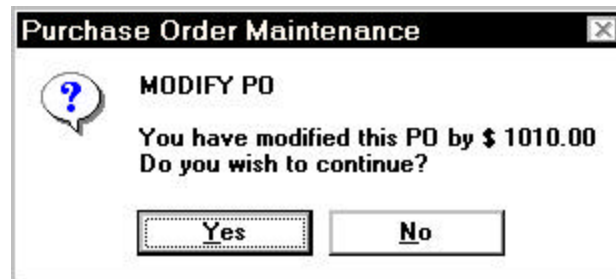 Purchase Order Maintenance
MODIFY PO
You have modified this PO by $ 1010.00
Do you wish to continue?
Yes
No